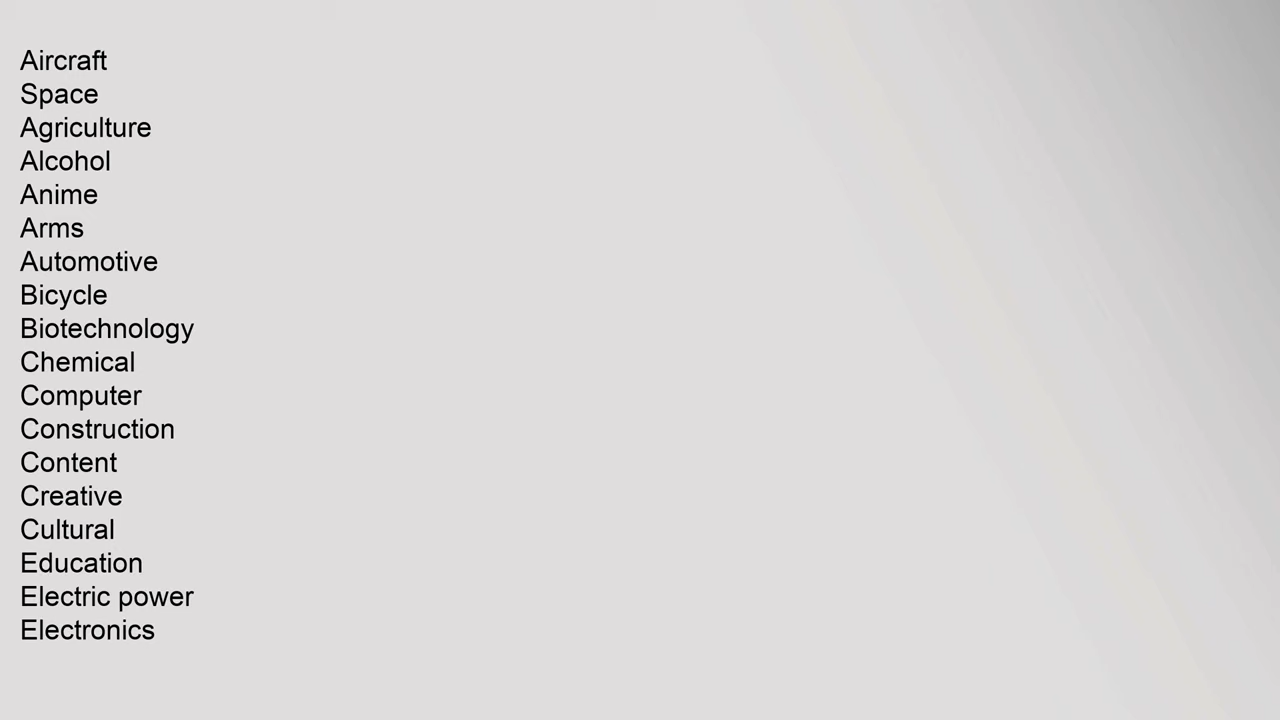 Aircraft
Space
Agriculture
Alcohol
Anime
Arms
Automotive
Bicycle
Biotechnology
Chemical
Computer
Construction
Content
Creative
Cultural
Education
Electric power
Electronics